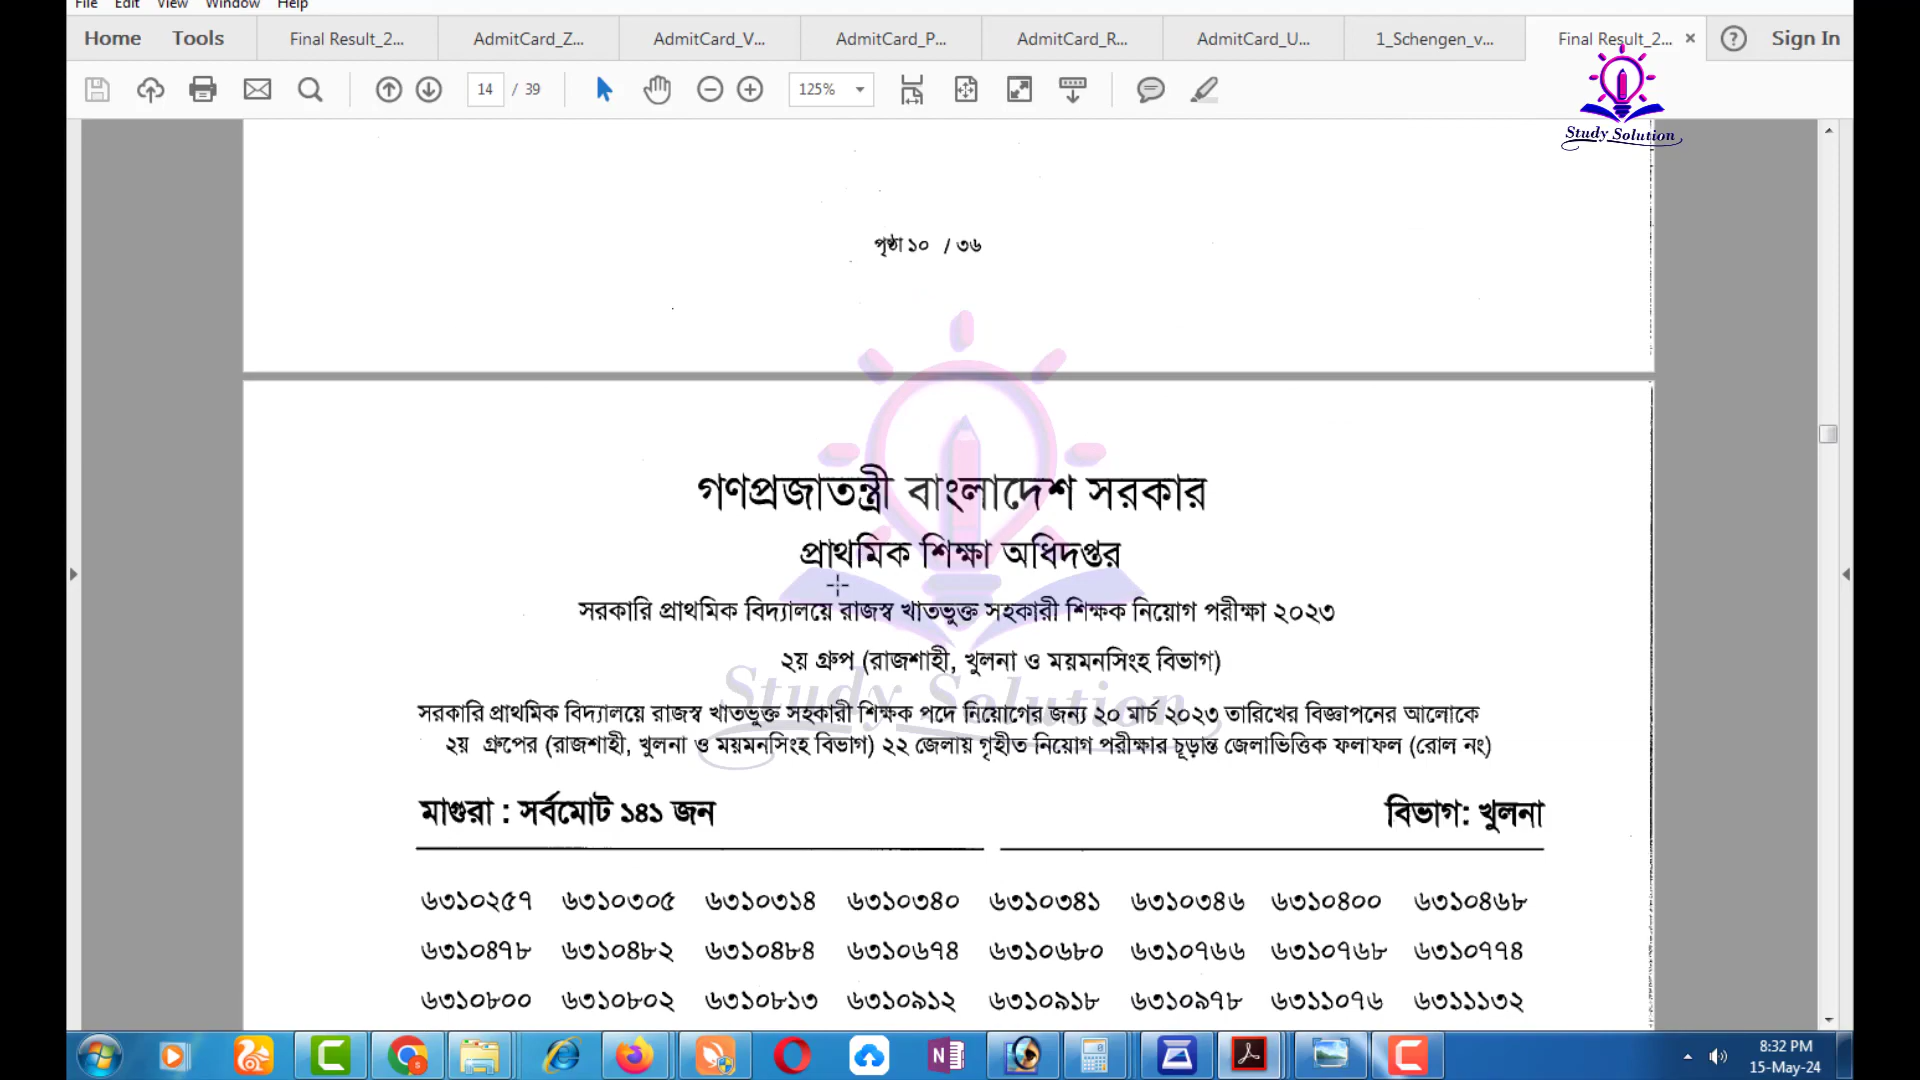 File Edit View Window Help
Home Tools Final Result_2... AdmitCard_Z... AdmitCard_V... AdmitCard_P... AdmitCard_R... AdmitCard_U... 1_Schengen_v... Final Result_2... × ? Sign In
14 / 39 125%
Study Solution
পৃষ্ঠা ১০ / ৩৬
গণপ্রজাতন্ত্রী বাংলাদেশ সরকার
প্রাথমিক শিক্ষা অধিদপ্তর
সরকারি প্রাথমিক বিদ্যালয়ে রাজস্ব খাতভুক্ত সহকারী শিক্ষক নিয়োগ পরীক্ষা ২০২৩
২য় গ্রুপ (রাজশাহী, খুলনা ও ময়মনসিংহ বিভাগ)
Study Solution
সরকারি প্রাথমিক বিদ্যালয়ে রাজস্ব খাতভুক্ত সহকারী শিক্ষক পদে নিয়োগের জন্য ২০ মার্চ ২০২৩ তারিখের বিজ্ঞাপনের আলোকে
২য় গ্রুপের (রাজশাহী, খুলনা ও ময়মনসিংহ বিভাগ) ২২ জেলায় গৃহীত নিয়োগ পরীক্ষার চূড়ান্ত জেলাভিত্তিক ফলাফল (রোল নং)
মাগুরা : সর্বমোট ১৪১ জন বিভাগ: খুলনা
৬৩১০২৫৭ ৬৩১০৩০৫ ৬৩১০৩১৪ ৬৩১০৩৪০ ৬৩১০৩৪১ ৬৩১০৩৪৬ ৬৩১০৪০০ ৬৩১০৪৬৮
৬৩১০৪৭৮ ৬৩১০৪৮২ ৬৩১০৪৮৪ ৬৩১০৬৭৪ ৬৩১০৬৮০ ৬৩১০৭৬৬ ৬৩১০৭৬৮ ৬৩১০৭৭৪
৬৩১০৮০০ ৬৩১০৮০২ ৬৩১০৮১৩ ৬৩১০৯১২ ৬৩১০৯১৮ ৬৩১০৯৭৮ ৬৩১১০৭৬ ৬৩১১১৩২
8:32 PM
15-May-24